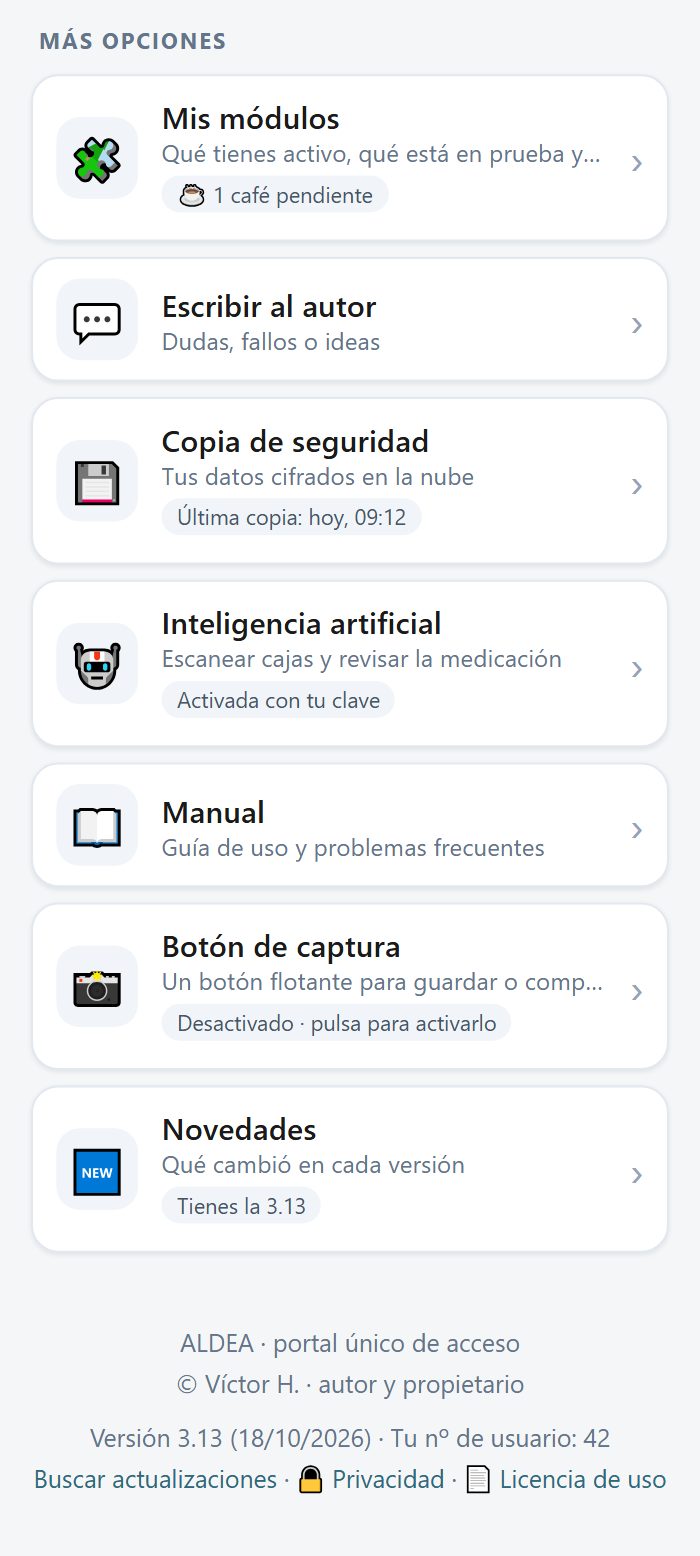 MÁS OPCIONES
Mis módulos
Qué tienes activo, qué está en prueba y...
☕ 1 café pendiente
Escribir al autor
Dudas, fallos o ideas
Copia de seguridad
Tus datos cifrados en la nube
Última copia: hoy, 09:12
Inteligencia artificial
Escanear cajas y revisar la medicación
Activada con tu clave
Manual
Guía de uso y problemas frecuentes
Botón de captura
Un botón flotante para guardar o comp...
Desactivado · pulsa para activarlo
NEW
Novedades
Qué cambió en cada versión
Tienes la 3.13
ALDEA · portal único de acceso
© Víctor H. · autor y propietario
Versión 3.13 (18/10/2026) · Tu nº de usuario: 42
Buscar actualizaciones · 🔒 Privacidad · 📄 Licencia de uso